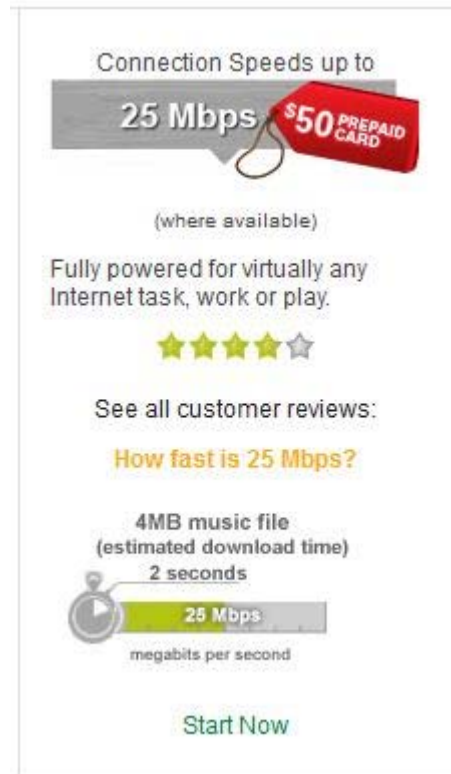 Connection Speeds up to
25 Mbps
$50 PREPAID
CARD
(where available)
Fully powered for virtually any
Internet task, work or play.
See all customer reviews:
How fast is 25 Mbps?
4MB music file
(estimated download time)
2 seconds
25 Mbps
megabits per second
Start Now